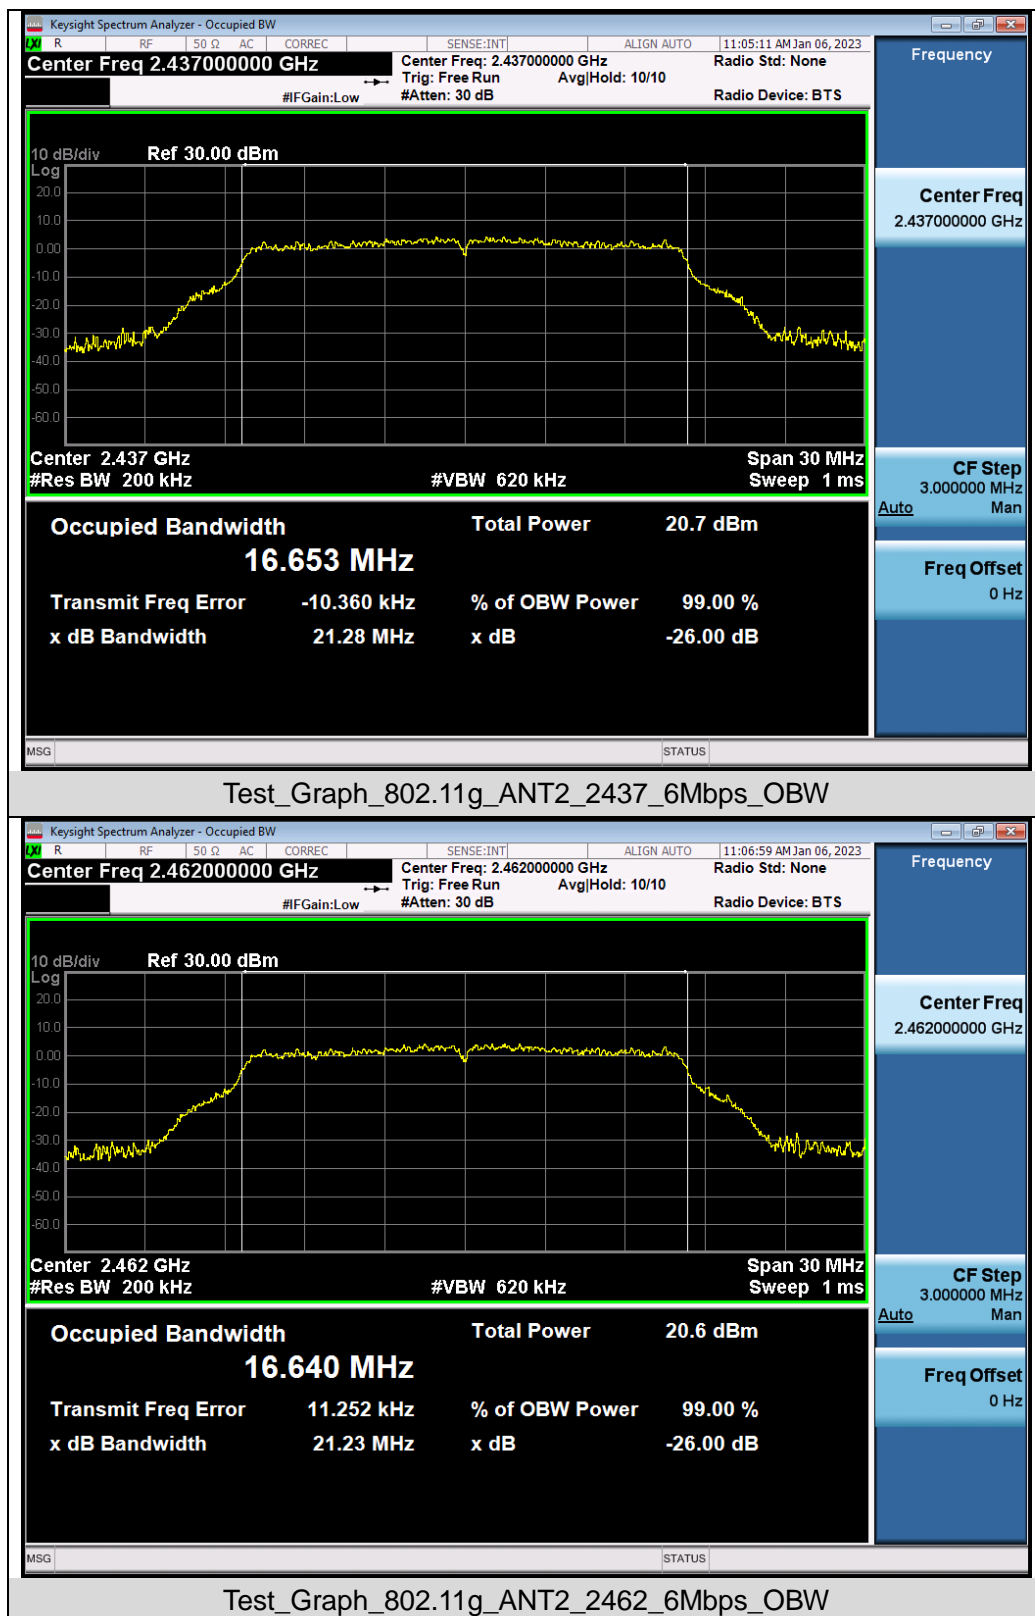 Keysight Spectrum Analyzer - Occupied BW
LXI R RF 50 Ω AC CORREC SENSE:INT ALIGN AUTO 11:05:11 AM Jan 06, 2023
Center Freq 2.437000000 GHz
Center Freq: 2.437000000 GHz Radio Std: None
Trig: Free Run Avg|Hold: 10/10
#IFGain:Low #Atten: 30 dB Radio Device: BTS
Frequency
10 dB/div Ref 30.00 dBm
Log
20.0
10.0
0.00
-10.0
-20.0
-30.0
-40.0
-50.0
-60.0
Center 2.437 GHz Span 30 MHz
#Res BW 200 kHz #VBW 620 kHz Sweep 1 ms
Center Freq
2.437000000 GHz
CF Step
3.000000 MHz
Auto Man
Freq Offset
0 Hz
Occupied Bandwidth Total Power 20.7 dBm
16.653 MHz
Transmit Freq Error -10.360 kHz % of OBW Power 99.00 %
x dB Bandwidth 21.28 MHz x dB -26.00 dB
MSG STATUS
Test_Graph_802.11g_ANT2_2437_6Mbps_OBW
Keysight Spectrum Analyzer - Occupied BW
LXI R RF 50 Ω AC CORREC SENSE:INT ALIGN AUTO 11:06:59 AM Jan 06, 2023
Center Freq 2.462000000 GHz
Center Freq: 2.462000000 GHz Radio Std: None
Trig: Free Run Avg|Hold: 10/10
#IFGain:Low #Atten: 30 dB Radio Device: BTS
Frequency
10 dB/div Ref 30.00 dBm
Log
20.0
10.0
0.00
-10.0
-20.0
-30.0
-40.0
-50.0
-60.0
Center 2.462 GHz Span 30 MHz
#Res BW 200 kHz #VBW 620 kHz Sweep 1 ms
Center Freq
2.462000000 GHz
CF Step
3.000000 MHz
Auto Man
Freq Offset
0 Hz
Occupied Bandwidth Total Power 20.6 dBm
16.640 MHz
Transmit Freq Error 11.252 kHz % of OBW Power 99.00 %
x dB Bandwidth 21.23 MHz x dB -26.00 dB
MSG STATUS
Test_Graph_802.11g_ANT2_2462_6Mbps_OBW